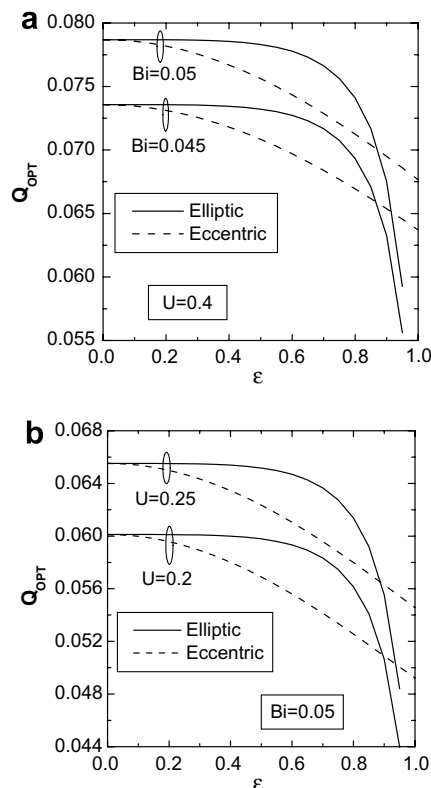 a
0.080
0.075
0.070
0.065
0.060
0.055
Q_OPT
Bi=0.05
Bi=0.045
Elliptic
Eccentric
U=0.4
0.0 0.2 0.4 0.6 0.8 1.0
ε
b
0.068
0.064
0.060
0.056
0.052
0.048
0.044
Q_OPT
U=0.25
U=0.2
Elliptic
Eccentric
Bi=0.05
0.0 0.2 0.4 0.6 0.8 1.0
ε